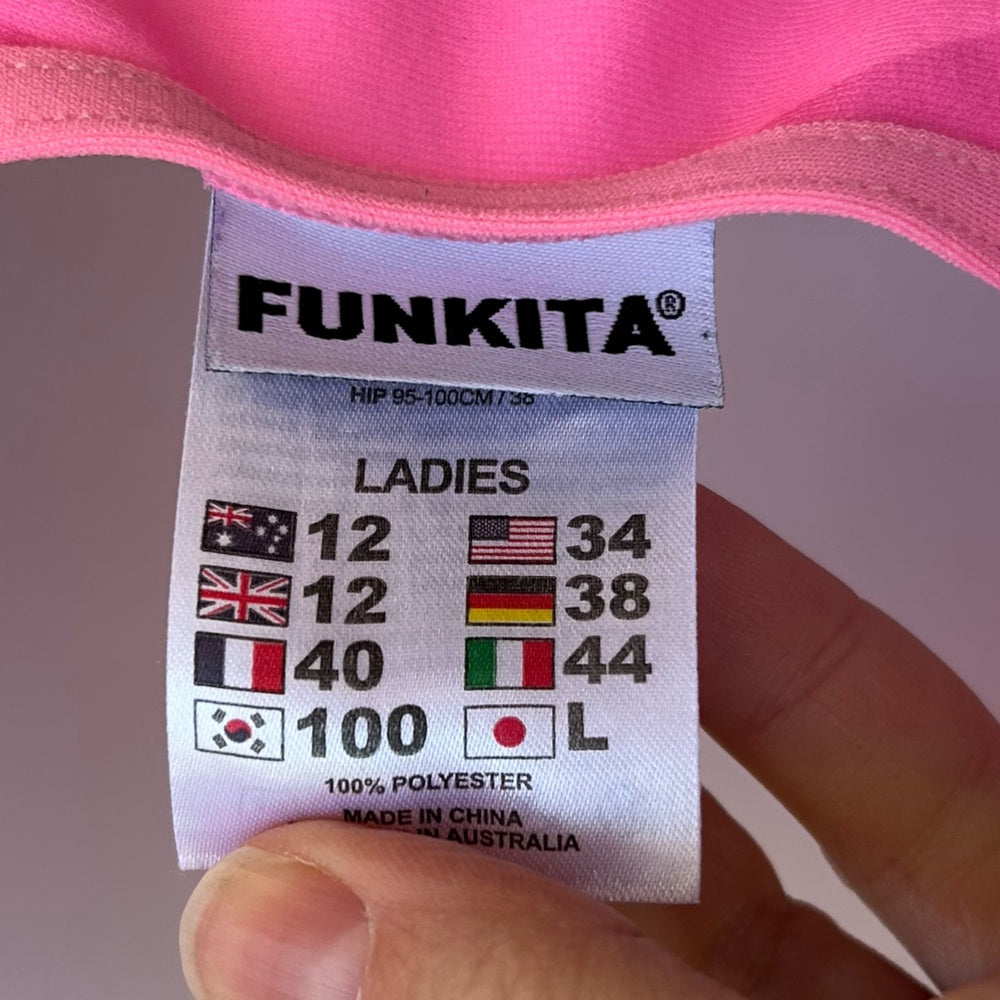 FUNKITA®
HIP 95-100CM / 38
LADIES
12 34
12 38
40 44
100 L
100% POLYESTER
MADE IN CHINA
IN AUSTRALIA